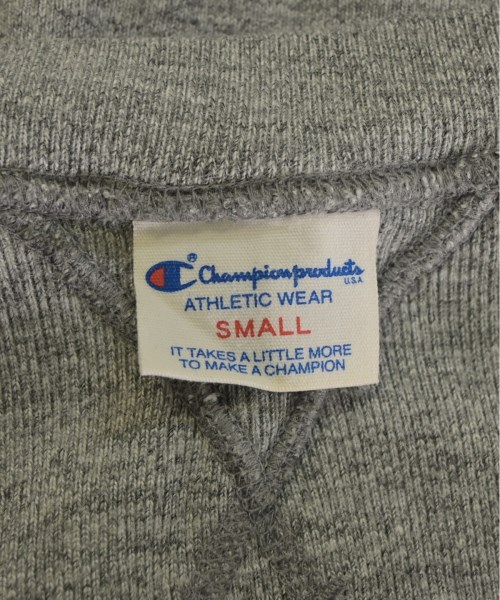 Champion products
U.S.A
ATHLETIC WEAR
SMALL
IT TAKES A LITTLE MORE
TO MAKE A CHAMPION